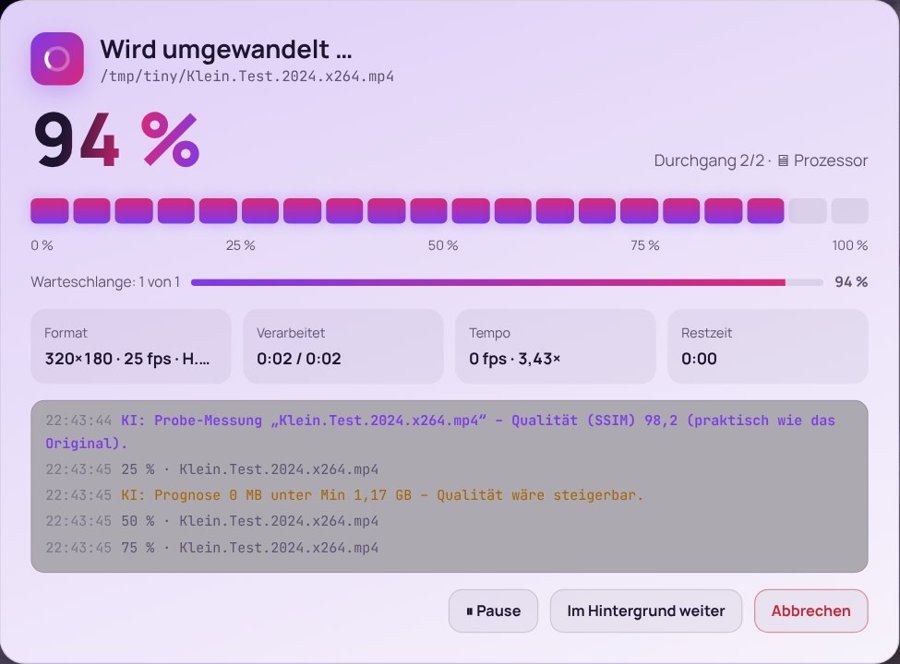 Wird umgewandelt …
/tmp/tiny/Klein.Test.2024.x264.mp4
94 %
Durchgang 2/2 · 🖥 Prozessor
0 %
25 %
50 %
75 %
100 %
Warteschlange: 1 von 1
94 %
Format
320×180 · 25 fps · H.…
Verarbeitet
0:02 / 0:02
Tempo
0 fps · 3,43×
Restzeit
0:00
22:43:44 KI: Probe-Messung „Klein.Test.2024.x264.mp4“ – Qualität (SSIM) 98,2 (praktisch wie das
Original).
22:43:45 25 % · Klein.Test.2024.x264.mp4
22:43:45 KI: Prognose 0 MB unter Min 1,17 GB – Qualität wäre steigerbar.
22:43:45 50 % · Klein.Test.2024.x264.mp4
22:43:45 75 % · Klein.Test.2024.x264.mp4
⏸ Pause
Im Hintergrund weiter
Abbrechen